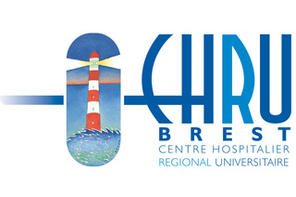 CHRU
BREST
CENTRE HOSPITALIER
REGIONAL UNIVERSITAIRE